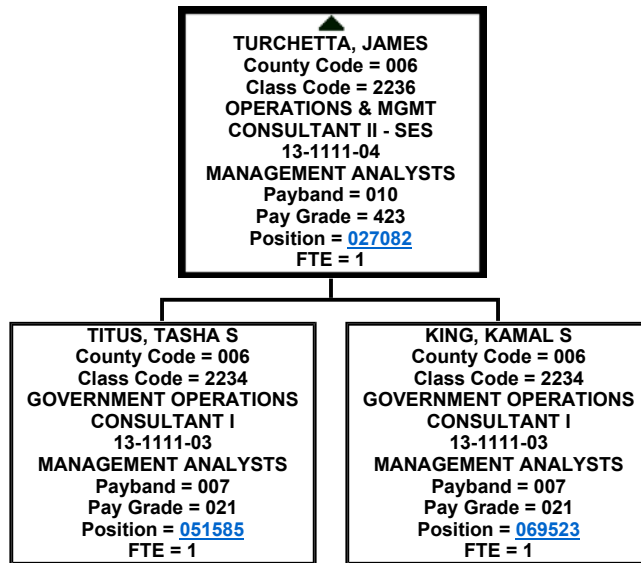 TURCHETTA, JAMES
County Code = 006
Class Code = 2236
OPERATIONS & MGMT
CONSULTANT II - SES
13-1111-04
MANAGEMENT ANALYSTS
Payband = 010
Pay Grade = 423
Position = 027082
FTE = 1
TITUS, TASHA S
County Code = 006
Class Code = 2234
GOVERNMENT OPERATIONS
CONSULTANT I
13-1111-03
MANAGEMENT ANALYSTS
Payband = 007
Pay Grade = 021
Position = 051585
FTE = 1
KING, KAMAL S
County Code = 006
Class Code = 2234
GOVERNMENT OPERATIONS
CONSULTANT I
13-1111-03
MANAGEMENT ANALYSTS
Payband = 007
Pay Grade = 021
Position = 069523
FTE = 1